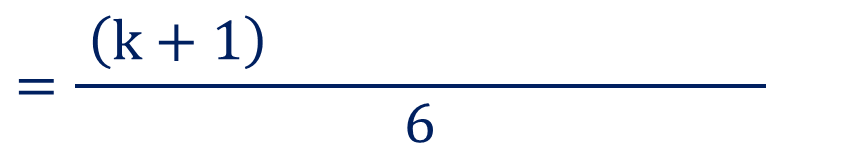 = (k + 1)
6